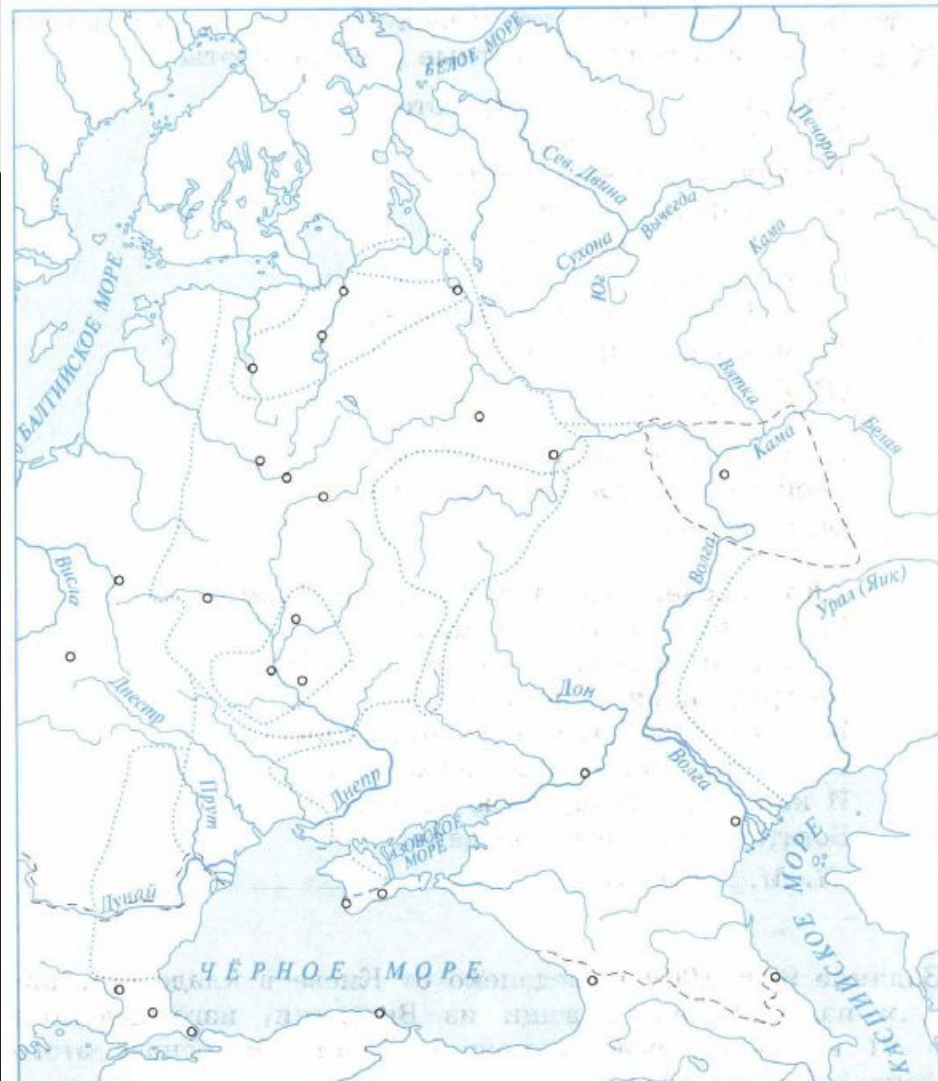 БЕЛОЕ МОРЕ
Печора
Сев. Двина
Вычегда
Сухона
Юг
Кама
БАЛТИЙСКОЕ МОРЕ
Вятка
Кама
Белая
Висла
Волга
Урал (Яик)
Днестр
Дон
Волга
Прут
Днепр
АЗОВСКОЕ
МОРЕ
Дунай
ЧЁРНОЕ МОРЕ
КАСПИЙСКОЕ МОРЕ